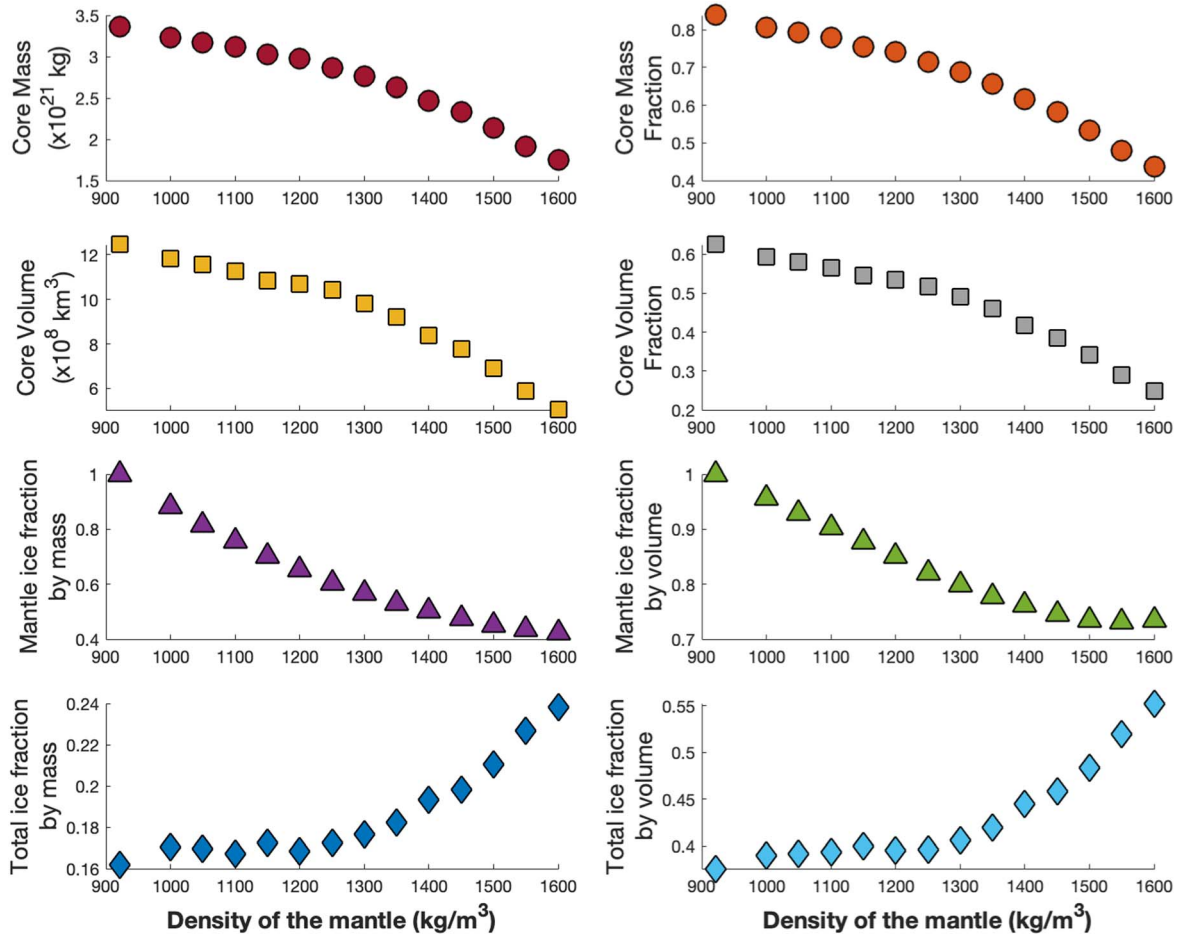 Core Mass
(x10²¹ kg)
3.5
3
2.5
2
1.5
900 1000 1100 1200 1300 1400 1500 1600
Core Mass
Fraction
0.8
0.7
0.6
0.5
0.4
900 1000 1100 1200 1300 1400 1500 1600
Core Volume
(x10⁸ km³)
12
10
8
6
900 1000 1100 1200 1300 1400 1500 1600
Core Volume
Fraction
0.6
0.5
0.4
0.3
0.2
900 1000 1100 1200 1300 1400 1500 1600
Mantle ice fraction
by mass
1
0.8
0.6
0.4
900 1000 1100 1200 1300 1400 1500 1600
Mantle ice fraction
by volume
1
0.9
0.8
0.7
900 1000 1100 1200 1300 1400 1500 1600
Total ice fraction
by mass
0.24
0.22
0.2
0.18
0.16
900 1000 1100 1200 1300 1400 1500 1600
Density of the mantle (kg/m³)
Total ice fraction
by volume
0.55
0.5
0.45
0.4
900 1000 1100 1200 1300 1400 1500 1600
Density of the mantle (kg/m³)